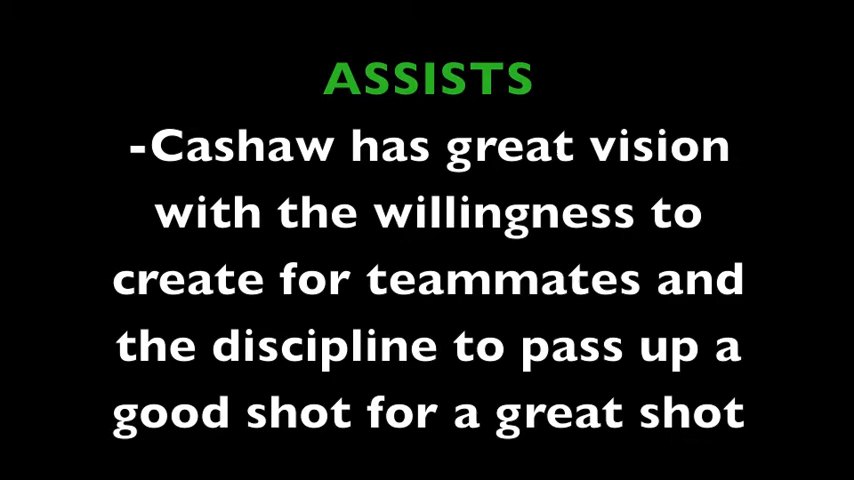 ASSISTS
-Cashaw has great vision
with the willingness to
create for teammates and
the discipline to pass up a
good shot for a great shot